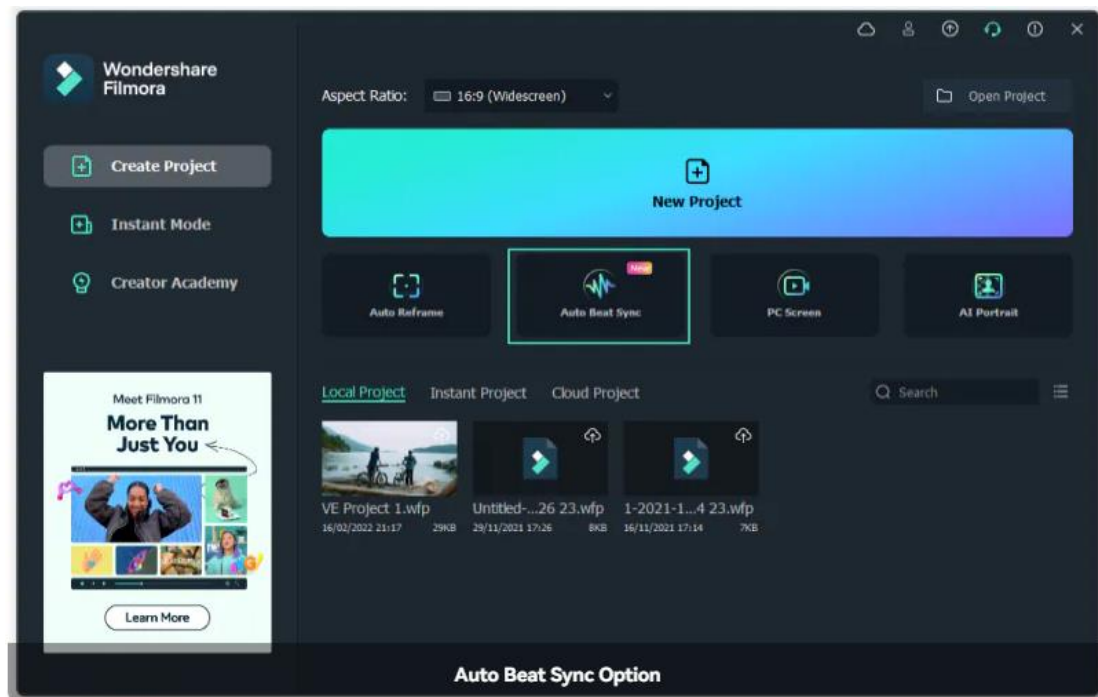 Wondershare
Filmora
Aspect Ratio:
16:9 (Widescreen)
Open Project
Create Project
Instant Mode
Creator Academy
New Project
New
Auto Reframe
Auto Beat Sync
PC Screen
AI Portrait
Local Project
Instant Project
Cloud Project
Search
VE Project 1.wfp
16/02/2022 21:17
29KB
Untitled-...26 23.wfp
29/11/2021 17:26
8KB
1-2021-1...4 23.wfp
16/11/2021 17:14
7KB
Meet Filmora 11
More Than
Just You
Learn More
Auto Beat Sync Option